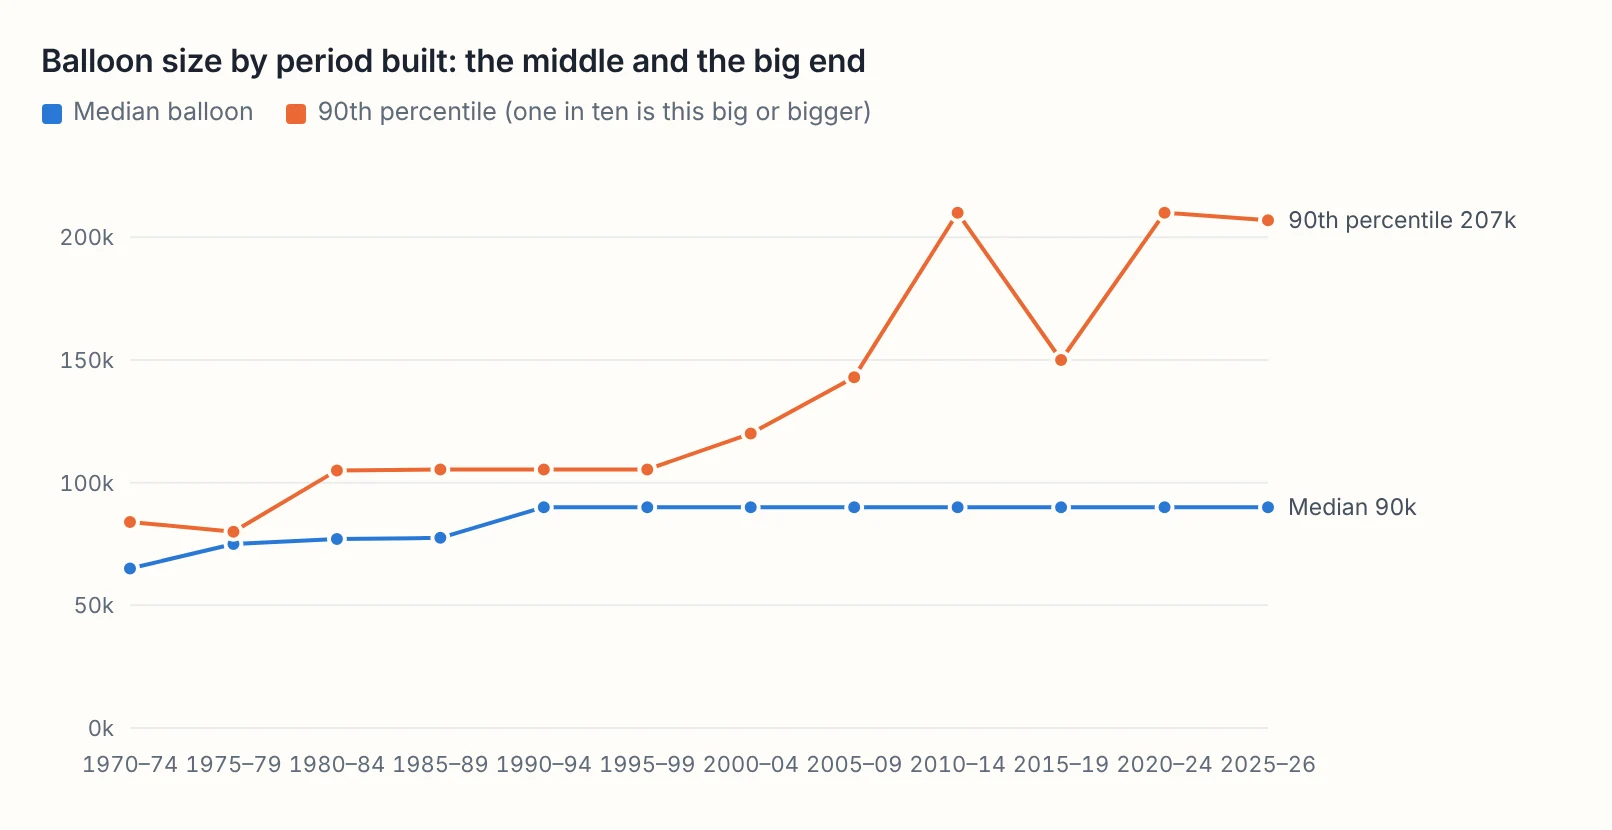 Balloon size by period built: the middle and the big end
Median balloon 90th percentile (one in ten is this big or bigger)
200k
150k
100k
50k
0k
90th percentile 207k
Median 90k
1970–74 1975–79 1980–84 1985–89 1990–94 1995–99 2000–04 2005–09 2010–14 2015–19 2020–24 2025–26